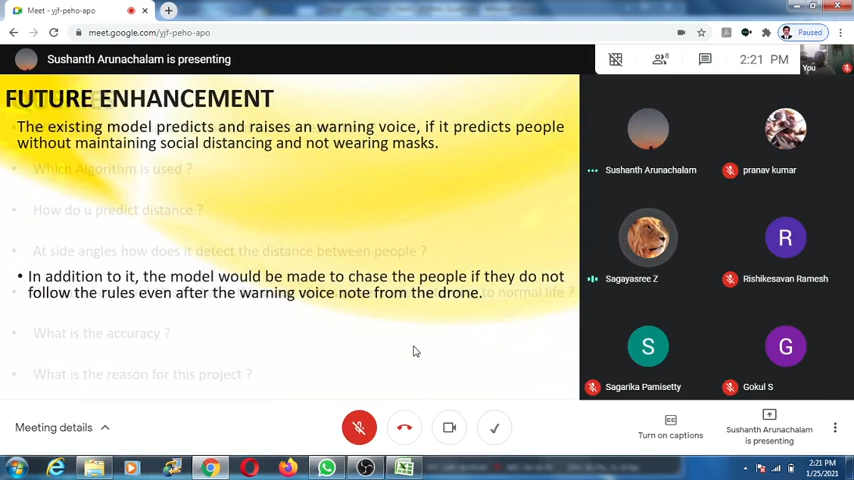 Meet - yjf-peho-apo
meet.google.com/yjf-peho-apo
Paused
Sushanth Arunachalam is presenting
8
2:21 PM
You
FUTURE ENHANCEMENT
The existing model predicts and raises an warning voice, if it predicts people
without maintaining social distancing and not wearing masks.
• Which Algorithm is used ?
• How do u predict distance ?
• At side angles how does it detect the distance between people ?
• In addition to it, the model would be made to chase the people if they do not
follow the rules even after the warning voice note from the drone.
to normal life ?
• What is the accuracy ?
• What is the reason for this project ?
Sushanth Arunachalam
pranav kumar
Sagayasree Z
R
Rishikesavan Ramesh
S
Sagarika Pamisetty
G
Gokul S
Meeting details
Turn on captions
Sushanth Arunachalam
is presenting
2:21 PM
1/25/2021